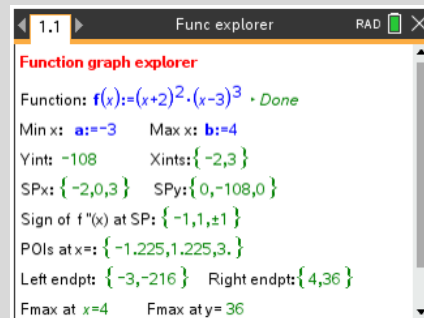 1.1 Func explorer RAD
Function graph explorer
Function: f(x):=(x+2)²·(x−3)³ ▸ Done
Min x: a:=−3 Max x: b:=4
Yint: −108 Xints:{−2,3}
SPx: {−2,0,3} SPy:{0,−108,0}
Sign of f "(x) at SP: {−1,1,±1}
POIs at x=: {−1.225,1.225,3.}
Left endpt: {−3,−216} Right endpt:{4,36}
Fmax at x=4 Fmax at y= 36